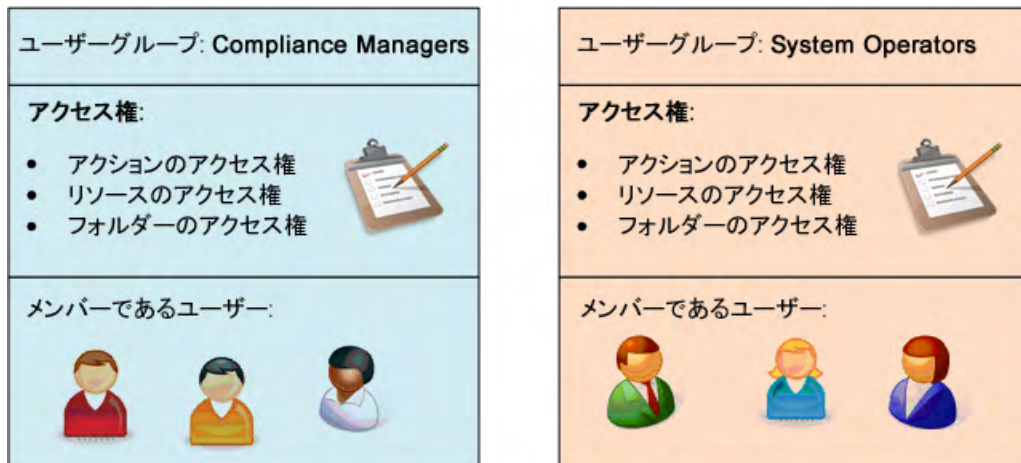 ユーザーグループ: Compliance Managers
アクセス権:
• アクションのアクセス権
• リソースのアクセス権
• フォルダーのアクセス権
メンバーであるユーザー:
ユーザーグループ: System Operators
アクセス権:
• アクションのアクセス権
• リソースのアクセス権
• フォルダーのアクセス権
メンバーであるユーザー: